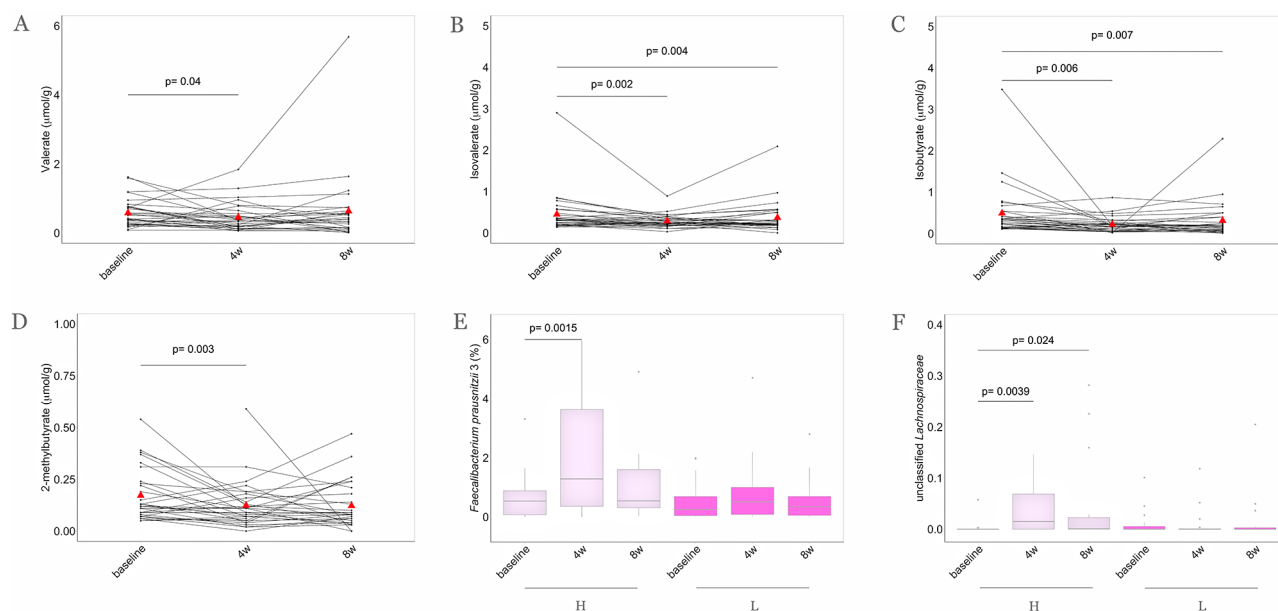 A
Valerate (μmol/g)
6
4
2
0
p= 0.04
baseline
4w
8w
B
Isovalerate (μmol/g)
5
4
3
2
1
0
p= 0.004
p= 0.002
baseline
4w
8w
C
Isobutyrate (μmol/g)
5
4
3
2
1
0
p= 0.007
p= 0.006
baseline
4w
8w
D
2-methylbutyrate (μmol/g)
1.00
0.75
0.50
0.25
0.00
p= 0.003
baseline
4w
8w
E
Faecalibacterium prausnitzii 3 (%)
6
4
2
0
p= 0.0015
baseline
4w
8w
baseline
4w
8w
H
L
F
unclassified Lachnospiraceae
0.4
0.3
0.2
0.1
0.0
p= 0.024
p= 0.0039
baseline
4w
8w
baseline
4w
8w
H
L